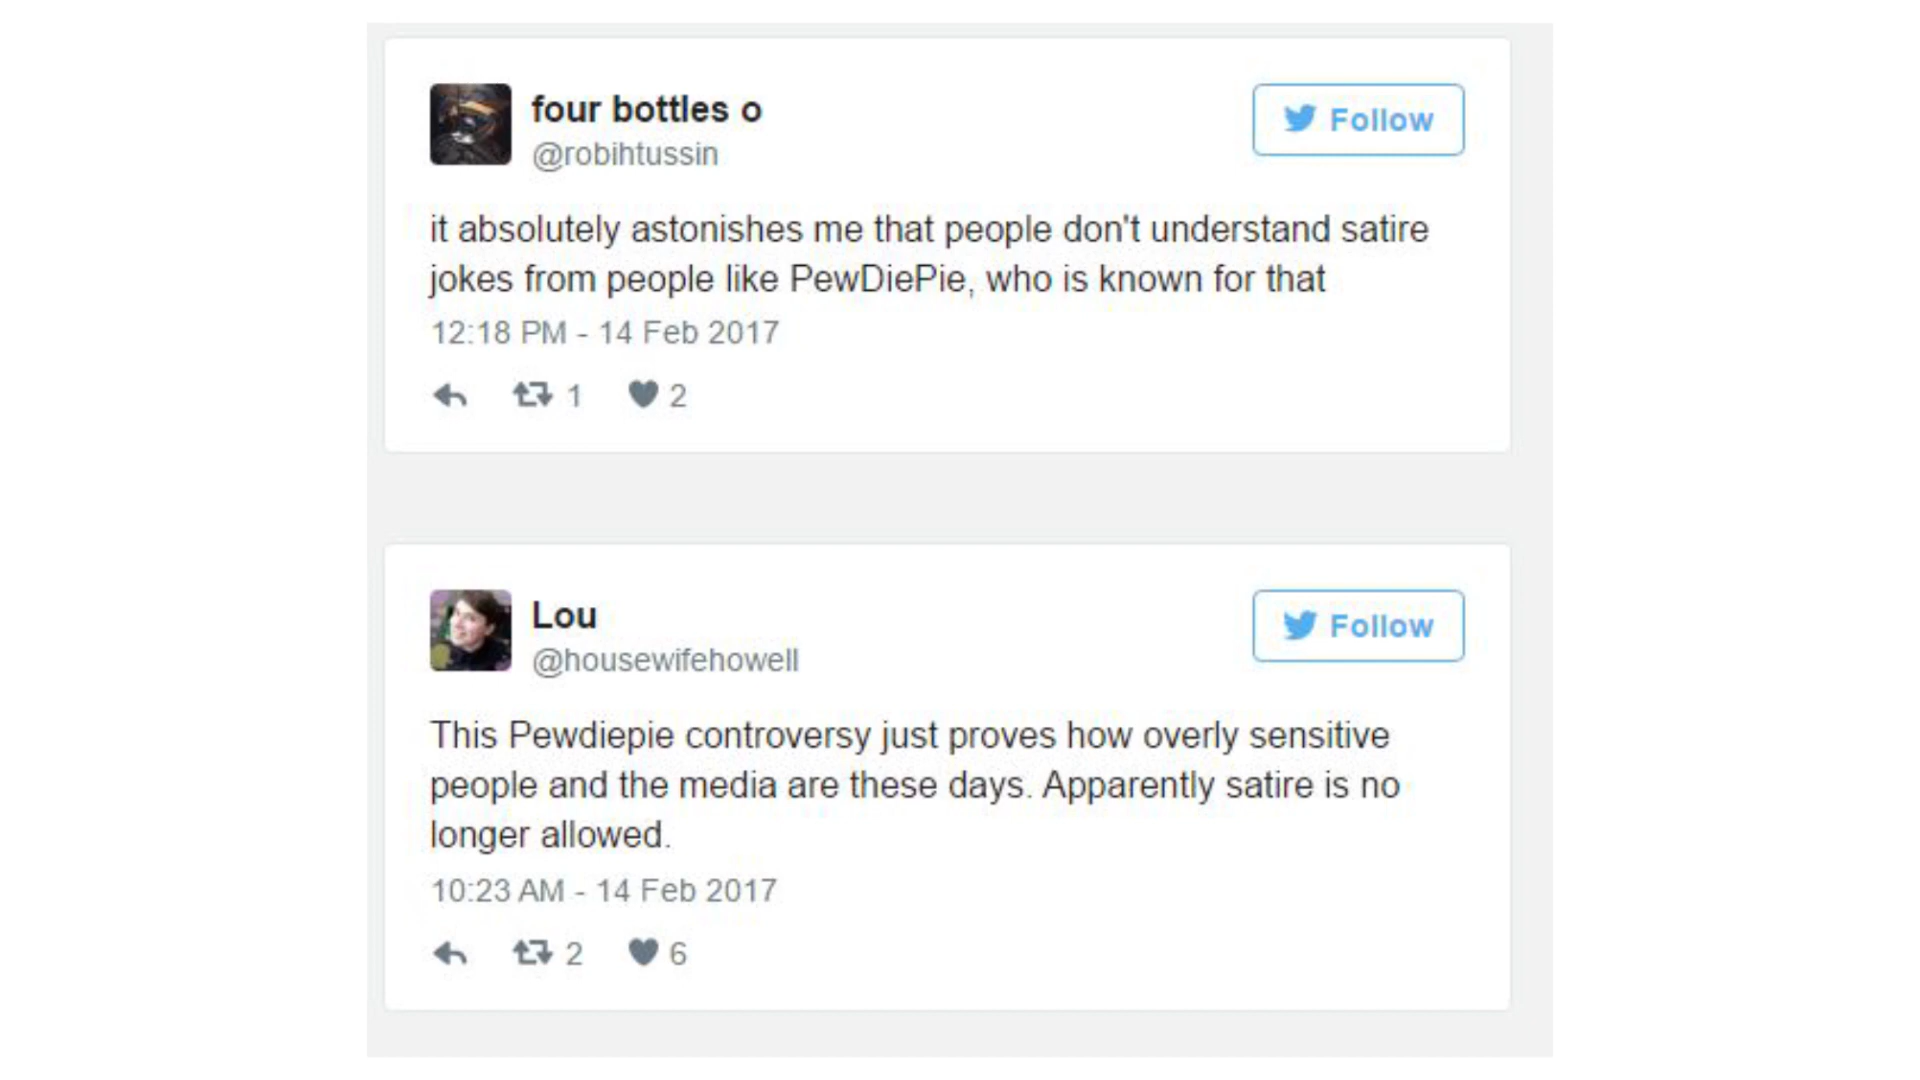 four bottles o
@robihtussin
Follow
it absolutely astonishes me that people don't understand satire
jokes from people like PewDiePie, who is known for that
12:18 PM - 14 Feb 2017
1 2
Lou
@housewifehowell
Follow
This Pewdiepie controversy just proves how overly sensitive
people and the media are these days. Apparently satire is no
longer allowed.
10:23 AM - 14 Feb 2017
2 6